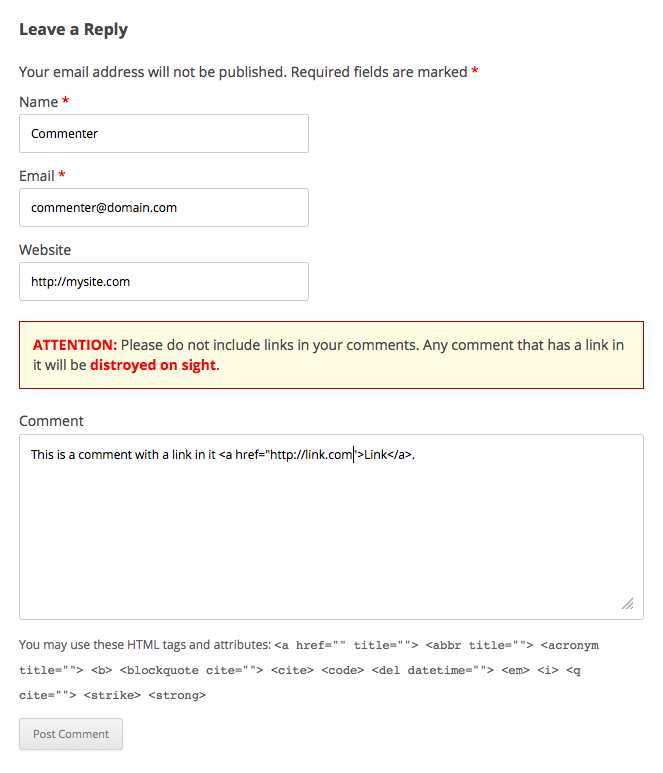 Leave a Reply
Your email address will not be published. Required fields are marked *
Name *
Commenter
Email *
commenter@domain.com
Website
http://mysite.com
ATTENTION: Please do not include links in your comments. Any comment that has a link in
it will be distroyed on sight.
Comment
This is a comment with a link in it <a href="http://link.com">Link</a>.
You may use these HTML tags and attributes: <a href="" title=""> <abbr title=""> <acronym
title=""> <b> <blockquote cite=""> <cite> <code> <del datetime=""> <em> <i> <q
cite=""> <strike> <strong>
Post Comment